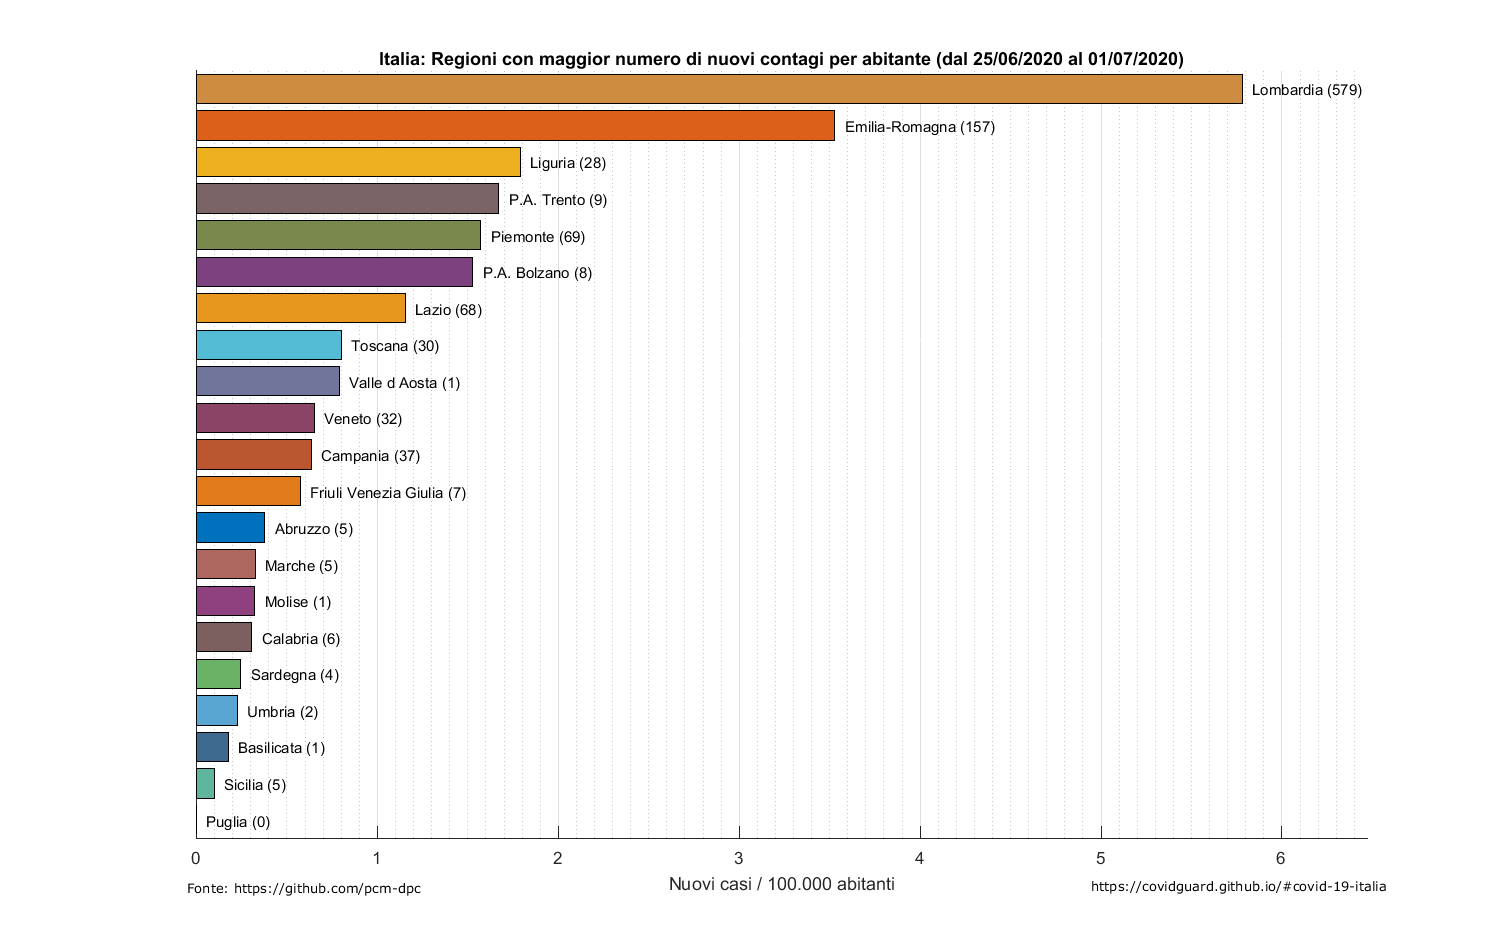 Italia: Regioni con maggior numero di nuovi contagi per abitante (dal 25/06/2020 al 01/07/2020)
Lombardia (579)
Emilia-Romagna (157)
Liguria (28)
P.A. Trento (9)
Piemonte (69)
P.A. Bolzano (8)
Lazio (68)
Toscana (30)
Valle d Aosta (1)
Veneto (32)
Campania (37)
Friuli Venezia Giulia (7)
Abruzzo (5)
Marche (5)
Molise (1)
Calabria (6)
Sardegna (4)
Umbria (2)
Basilicata (1)
Sicilia (5)
Puglia (0)
0 1 2 3 4 5 6
Nuovi casi / 100.000 abitanti
Fonte: https://github.com/pcm-dpc
https://covidguard.github.io/#covid-19-italia